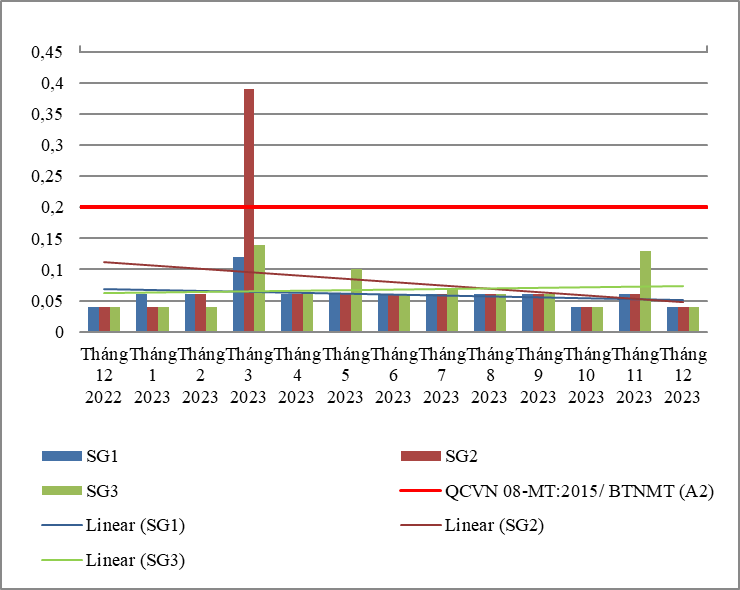 0,45
0,4
0,35
0,3
0,25
0,2
0,15
0,1
0,05
0
Tháng Tháng Tháng Tháng Tháng Tháng Tháng Tháng Tháng Tháng Tháng Tháng Tháng
12 1 2 3 4 5 6 7 8 9 10 11 12
2022 2023 2023 2023 2023 2023 2023 2023 2023 2023 2023 2023 2023
SG1 SG2
SG3 QCVN 08-MT:2015/ BTNMT (A2)
Linear (SG1) Linear (SG2)
Linear (SG3)